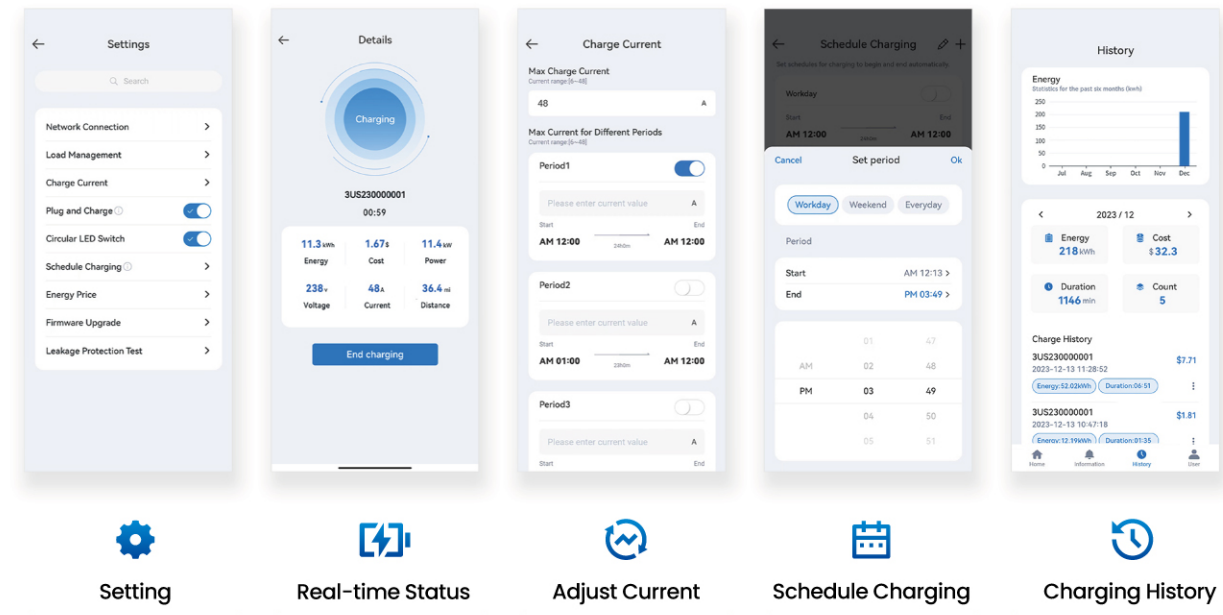 Settings
Search
Network Connection
Load Management
Charge Current
Plug and Charge
Circular LED Switch
Schedule Charging
Energy Price
Firmware Upgrade
Leakage Protection Test
Details
Charging
3US230000001
00:59
11.3 kWh 1.67$ 11.4 kW
Energy Cost Power
238v 48A 36.4 mi
Voltage Current Distance
End charging
Charge Current
Max Charge Current
Current range [6~48]
48 A
Max Current for Different Periods
Current range [6~48]
Period1
Please enter current value A
Start End
AM 12:00 24h0m AM 12:00
Period2
Please enter current value A
Start End
AM 01:00 23h0m AM 12:00
Period3
Please enter current value A
Start End
Schedule Charging
Set schedules for charging to begin and end automatically
Workday
Start End
AM 12:00 24h0m AM 12:00
Cancel Set period Ok
Workday Weekend Everyday
Period
Start AM 12:13
End PM 03:49
01 47
AM 02 48
PM 03 49
04 50
05 51
History
Energy
Statistics for the past six months (kwh)
250
200
150
100
50
0
Jul Aug Sep Oct Nov Dec
2023 / 12
Energy Cost
218 kWh $ 32.3
Duration Count
1146 min 5
Charge History
3US230000001 $7.71
2023-12-13 11:28:52
Energy:52.02kWh Duration:06:51
3US230000001 $1.81
2023-12-13 10:47:18
Energy:12.19kWh Duration:01:35
Home Information History User
Setting
Real-time Status
Adjust Current
Schedule Charging
Charging History